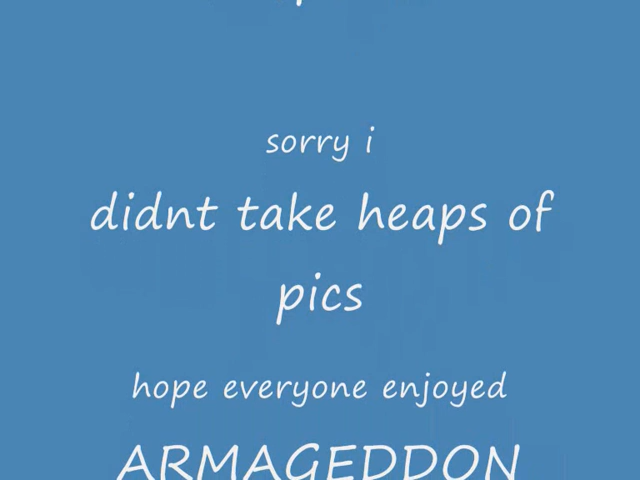 sorry i
didnt take heaps of
pics
hope everyone enjoyed
ARMAGEDDON